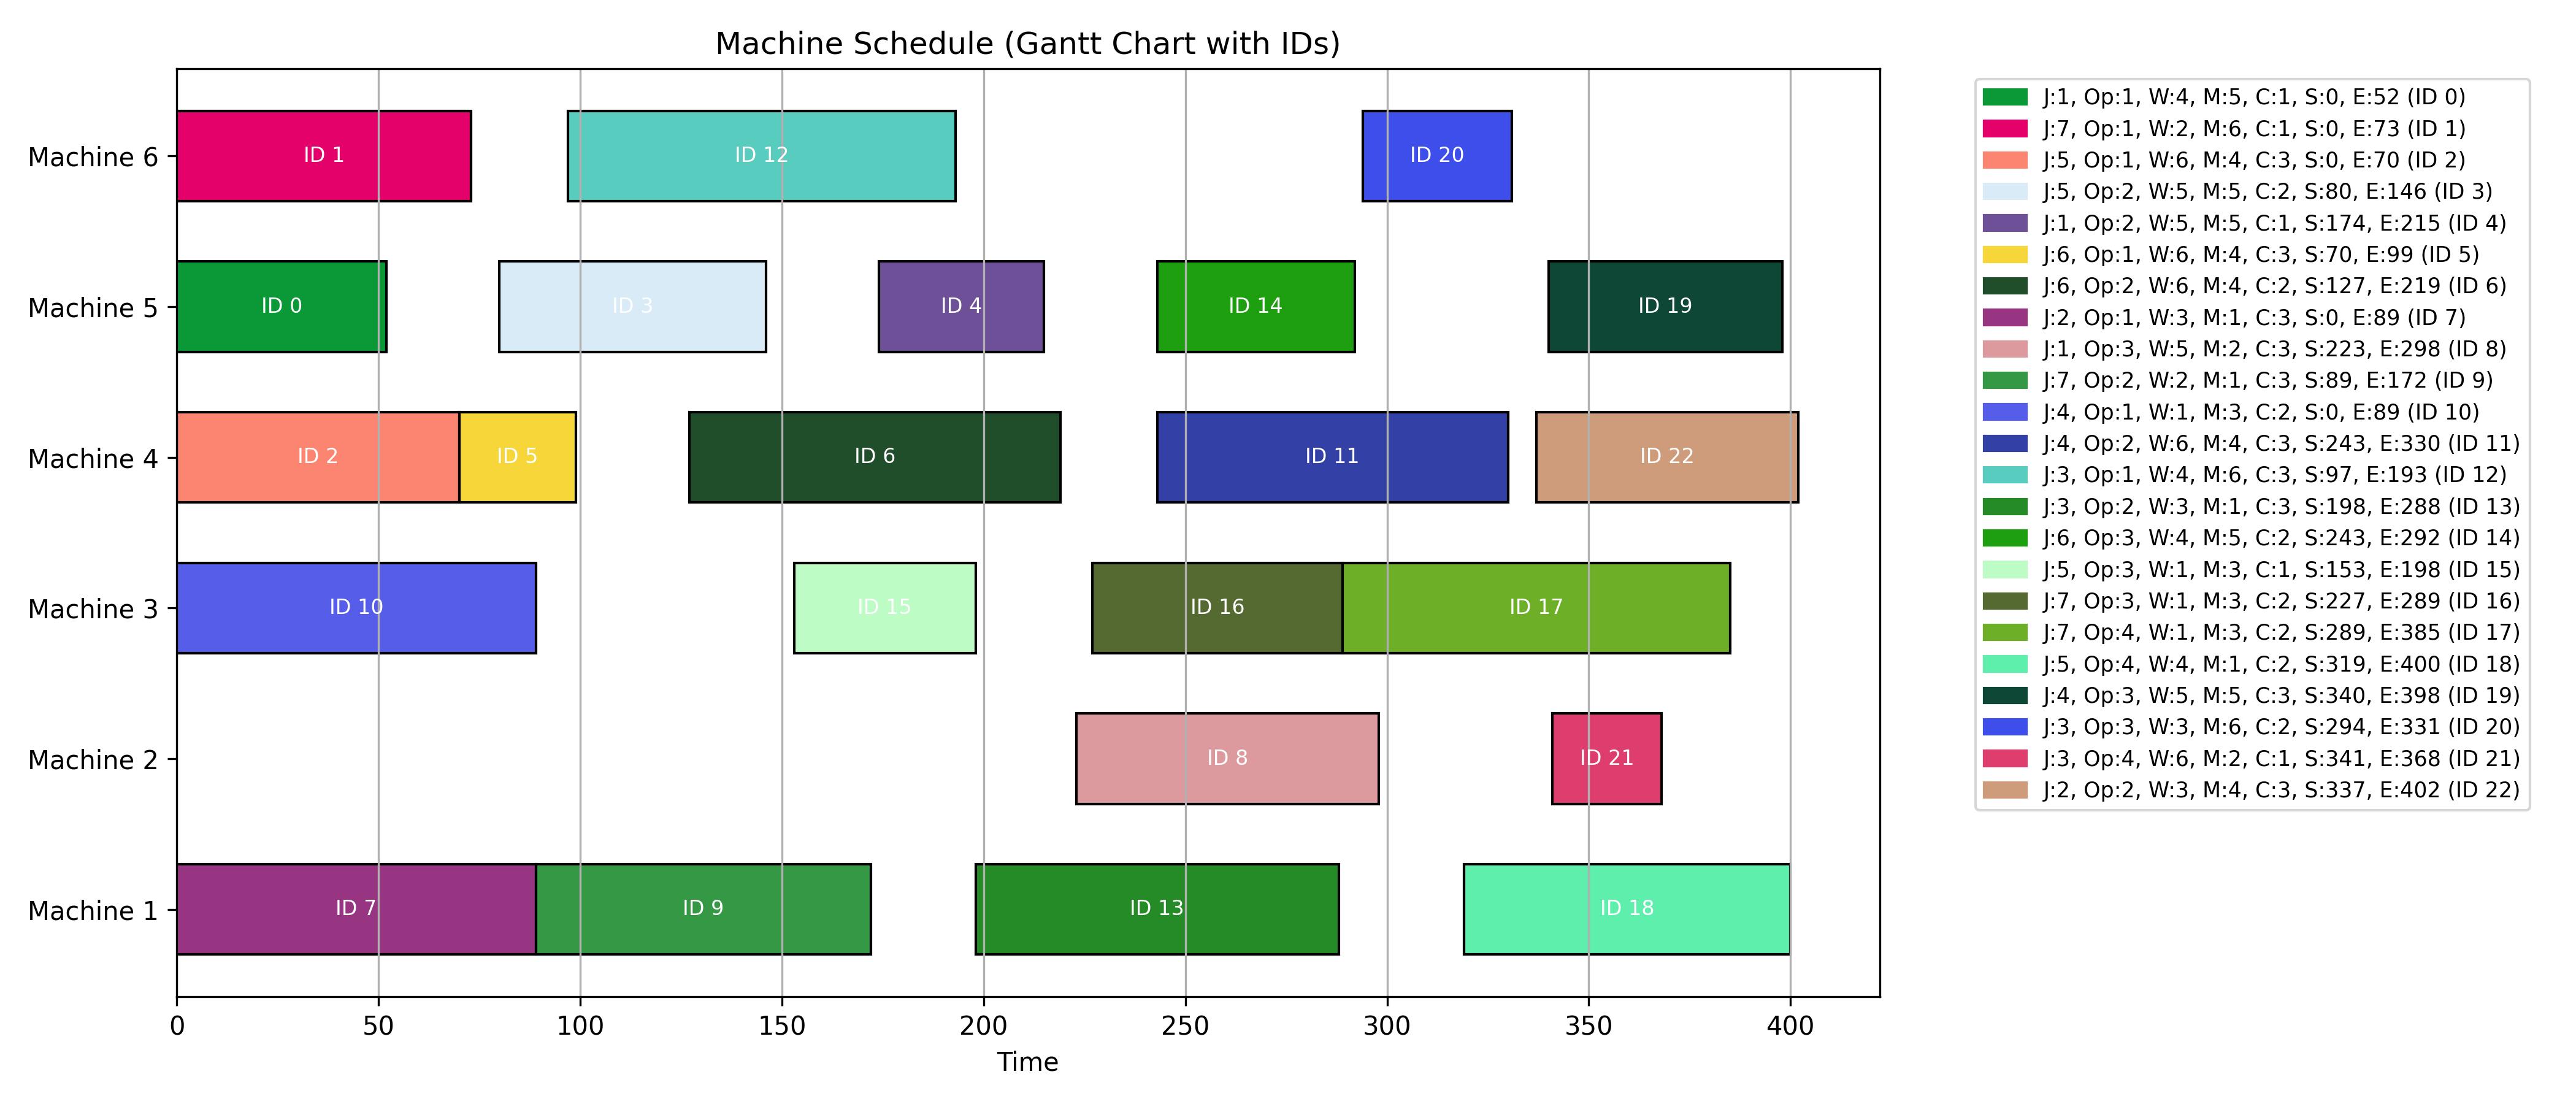 Machine Schedule (Gantt Chart with IDs)
Machine 6
ID 1
ID 12
ID 20
Machine 5
ID 0
ID 3
ID 4
ID 14
ID 19
Machine 4
ID 2
ID 5
ID 6
ID 11
ID 22
Machine 3
ID 10
ID 15
ID 16
ID 17
Machine 2
ID 8
ID 21
Machine 1
ID 7
ID 9
ID 13
ID 18
0 50 100 150 200 250 300 350 400
Time
J:1, Op:1, W:4, M:5, C:1, S:0, E:52 (ID 0)
J:7, Op:1, W:2, M:6, C:1, S:0, E:73 (ID 1)
J:5, Op:1, W:6, M:4, C:3, S:0, E:70 (ID 2)
J:5, Op:2, W:5, M:5, C:2, S:80, E:146 (ID 3)
J:1, Op:2, W:5, M:5, C:1, S:174, E:215 (ID 4)
J:6, Op:1, W:6, M:4, C:3, S:70, E:99 (ID 5)
J:6, Op:2, W:6, M:4, C:2, S:127, E:219 (ID 6)
J:2, Op:1, W:3, M:1, C:3, S:0, E:89 (ID 7)
J:1, Op:3, W:5, M:2, C:3, S:223, E:298 (ID 8)
J:7, Op:2, W:2, M:1, C:3, S:89, E:172 (ID 9)
J:4, Op:1, W:1, M:3, C:2, S:0, E:89 (ID 10)
J:4, Op:2, W:6, M:4, C:3, S:243, E:330 (ID 11)
J:3, Op:1, W:4, M:6, C:3, S:97, E:193 (ID 12)
J:3, Op:2, W:3, M:1, C:3, S:198, E:288 (ID 13)
J:6, Op:3, W:4, M:5, C:2, S:243, E:292 (ID 14)
J:5, Op:3, W:1, M:3, C:1, S:153, E:198 (ID 15)
J:7, Op:3, W:1, M:3, C:2, S:227, E:289 (ID 16)
J:7, Op:4, W:1, M:3, C:2, S:289, E:385 (ID 17)
J:5, Op:4, W:4, M:1, C:2, S:319, E:400 (ID 18)
J:4, Op:3, W:5, M:5, C:3, S:340, E:398 (ID 19)
J:3, Op:3, W:3, M:6, C:2, S:294, E:331 (ID 20)
J:3, Op:4, W:6, M:2, C:1, S:341, E:368 (ID 21)
J:2, Op:2, W:3, M:4, C:3, S:337, E:402 (ID 22)